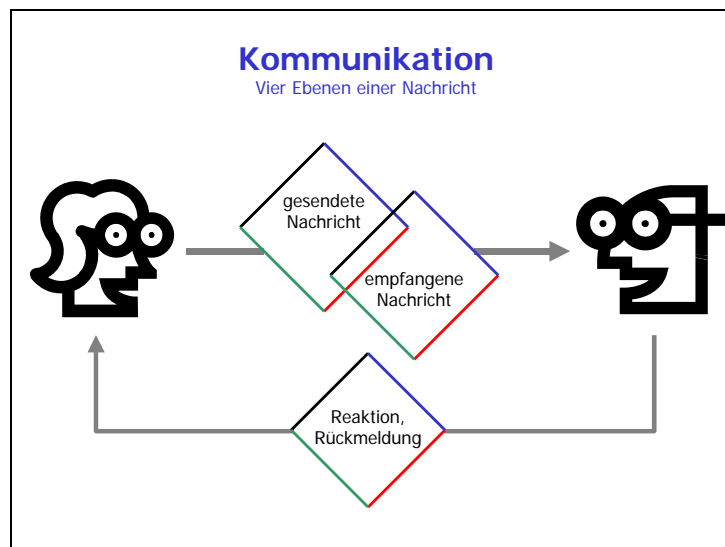 Kommunikation
Vier Ebenen einer Nachricht
gesendete
Nachricht
empfangene
Nachricht
Reaktion,
Rückmeldung